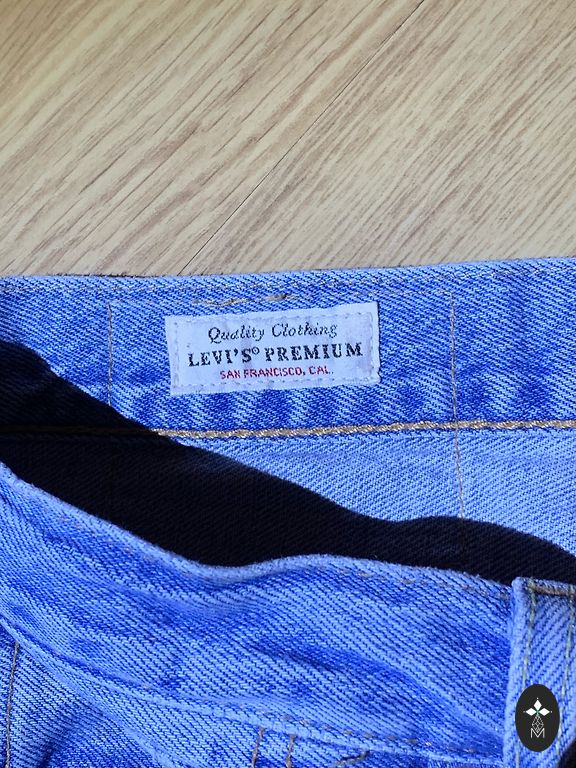 Quality Clothing
LEVI'S® PREMIUM
SAN FRANCISCO, CAL.
M